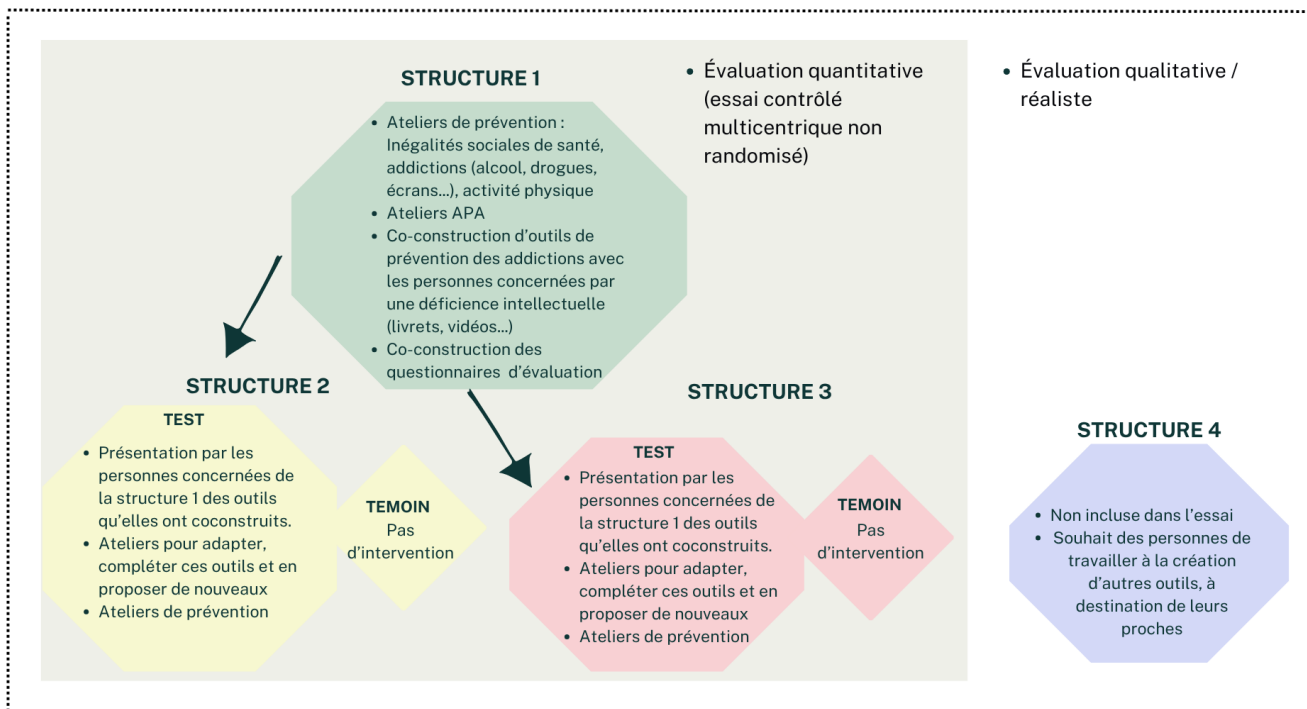 STRUCTURE 1
• Ateliers de prévention :
Inégalités sociales de santé,
addictions (alcool, drogues,
écrans...), activité physique
• Ateliers APA
• Co-construction d'outils de
prévention des addictions avec
les personnes concernées par
une déficience intellectuelle
(livrets, vidéos...)
• Co-construction des
questionnaires d'évaluation
• Évaluation quantitative
(essai contrôlé
multicentrique non
randomisé)
• Évaluation qualitative /
réaliste
STRUCTURE 2
TEST
• Présentation par les
personnes concernées de
la structure 1 des outils
qu'elles ont coconstruits.
• Ateliers pour adapter,
compléter ces outils et en
proposer de nouveaux
• Ateliers de prévention
TEMOIN
Pas
d'intervention
STRUCTURE 3
TEST
• Présentation par les
personnes concernées de
la structure 1 des outils
qu'elles ont coconstruits.
• Ateliers pour adapter,
compléter ces outils et en
proposer de nouveaux
• Ateliers de prévention
TEMOIN
Pas
d'intervention
STRUCTURE 4
• Non incluse dans l'essai
• Souhait des personnes de
travailler à la création
d'autres outils, à
destination de leurs
proches